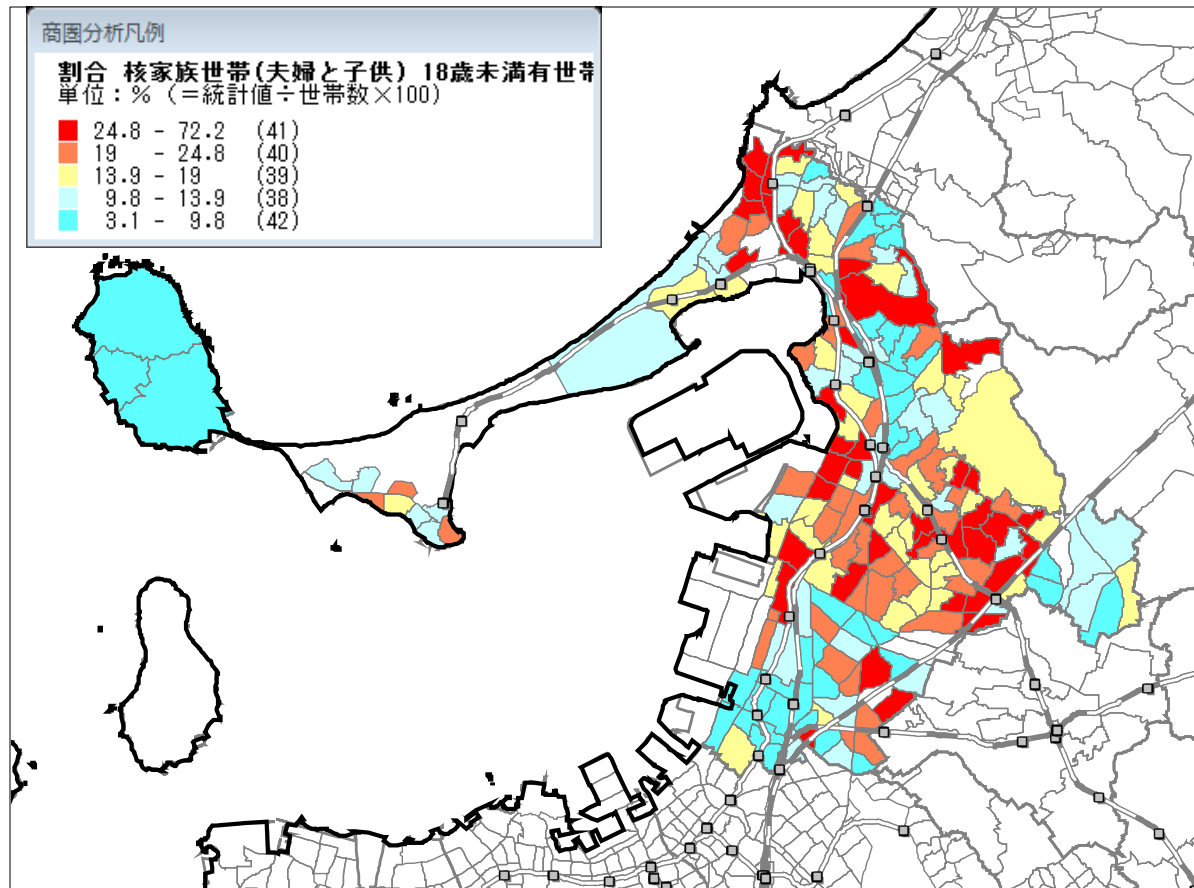 商圏分析凡例
割合 核家族世帯(夫婦と子供) 18歳未満有世帯
単位:% (=統計値÷世帯数×100)
24.8 - 72.2 (41)
19 - 24.8 (40)
13.9 - 19 (39)
9.8 - 13.9 (38)
3.1 - 9.8 (42)